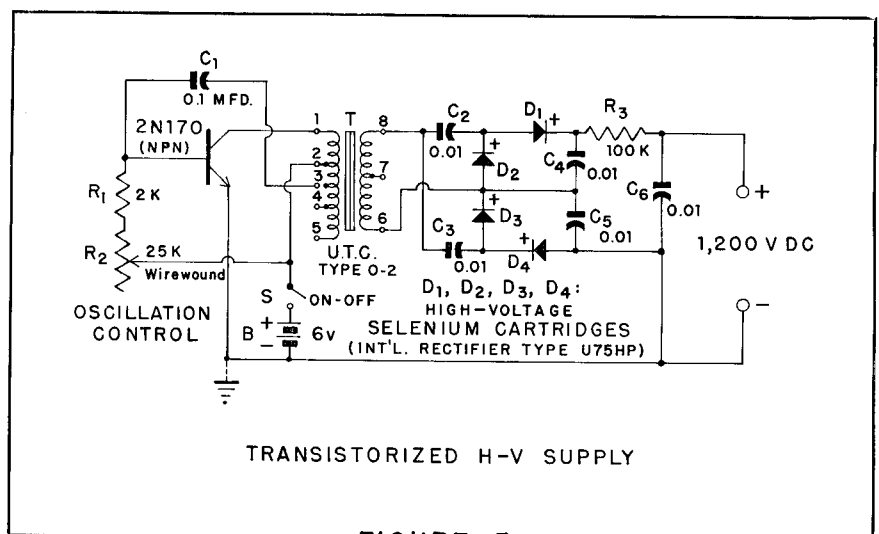 C1
0.1 MFD.
2N170
(NPN)
R1
2K
R2
25K
Wirewound
OSCILLATION
CONTROL
1
T
8
2
3
7
4
5
6
U.T.C.
TYPE O-2
S
ON-OFF
B
+
6v
−
C2
0.01
D1
+
R3
100K
+
D2
C4
0.01
+
D3
C5
0.01
C3
0.01
+
D4
C6
0.01
+
1,200 V DC
−
D1, D2, D3, D4:
HIGH-VOLTAGE
SELENIUM CARTRIDGES
(INT'L. RECTIFIER TYPE U75HP)
TRANSISTORIZED H-V SUPPLY